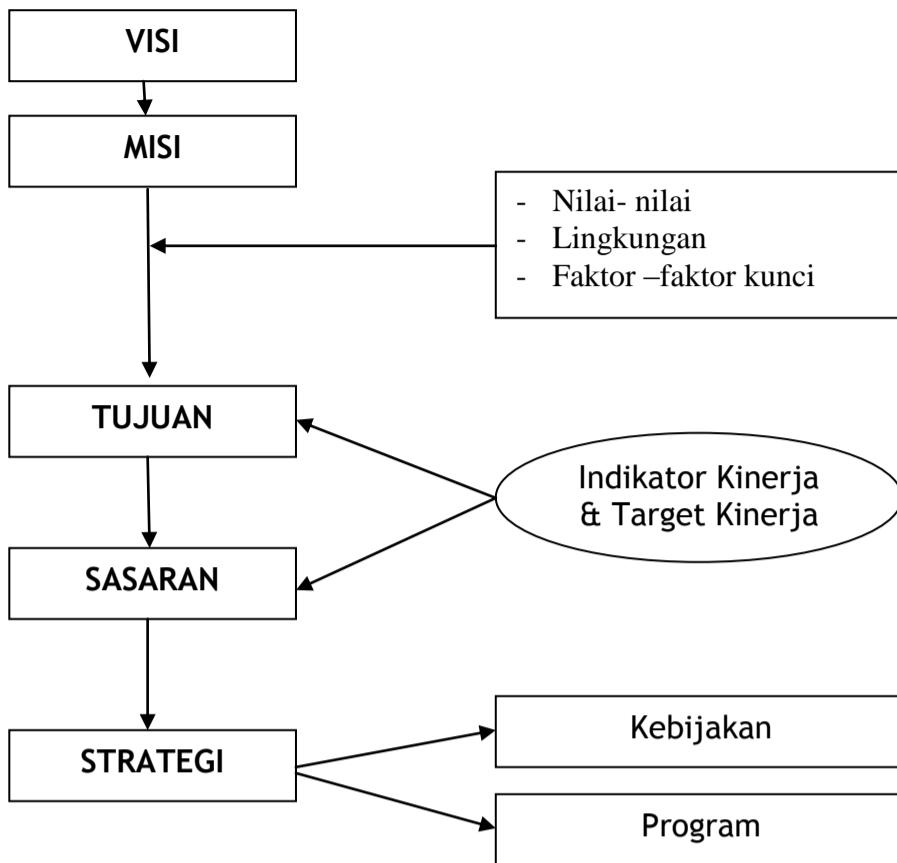 VISI
MISI
- Nilai- nilai
- Lingkungan
- Faktor –faktor kunci
TUJUAN
Indikator Kinerja
& Target Kinerja
SASARAN
Kebijakan
STRATEGI
Program